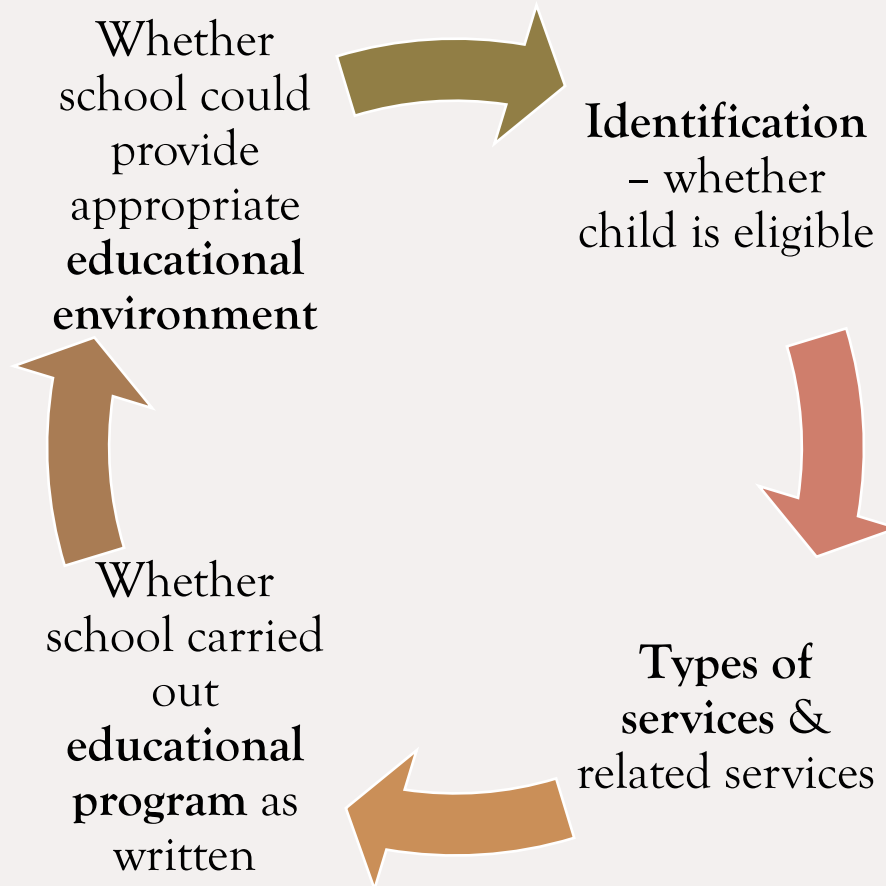 Whether
school could
provide
appropriate
educational
environment
Identification
– whether
child is eligible
Types of
services &
related services
Whether
school carried
out
educational
program as
written